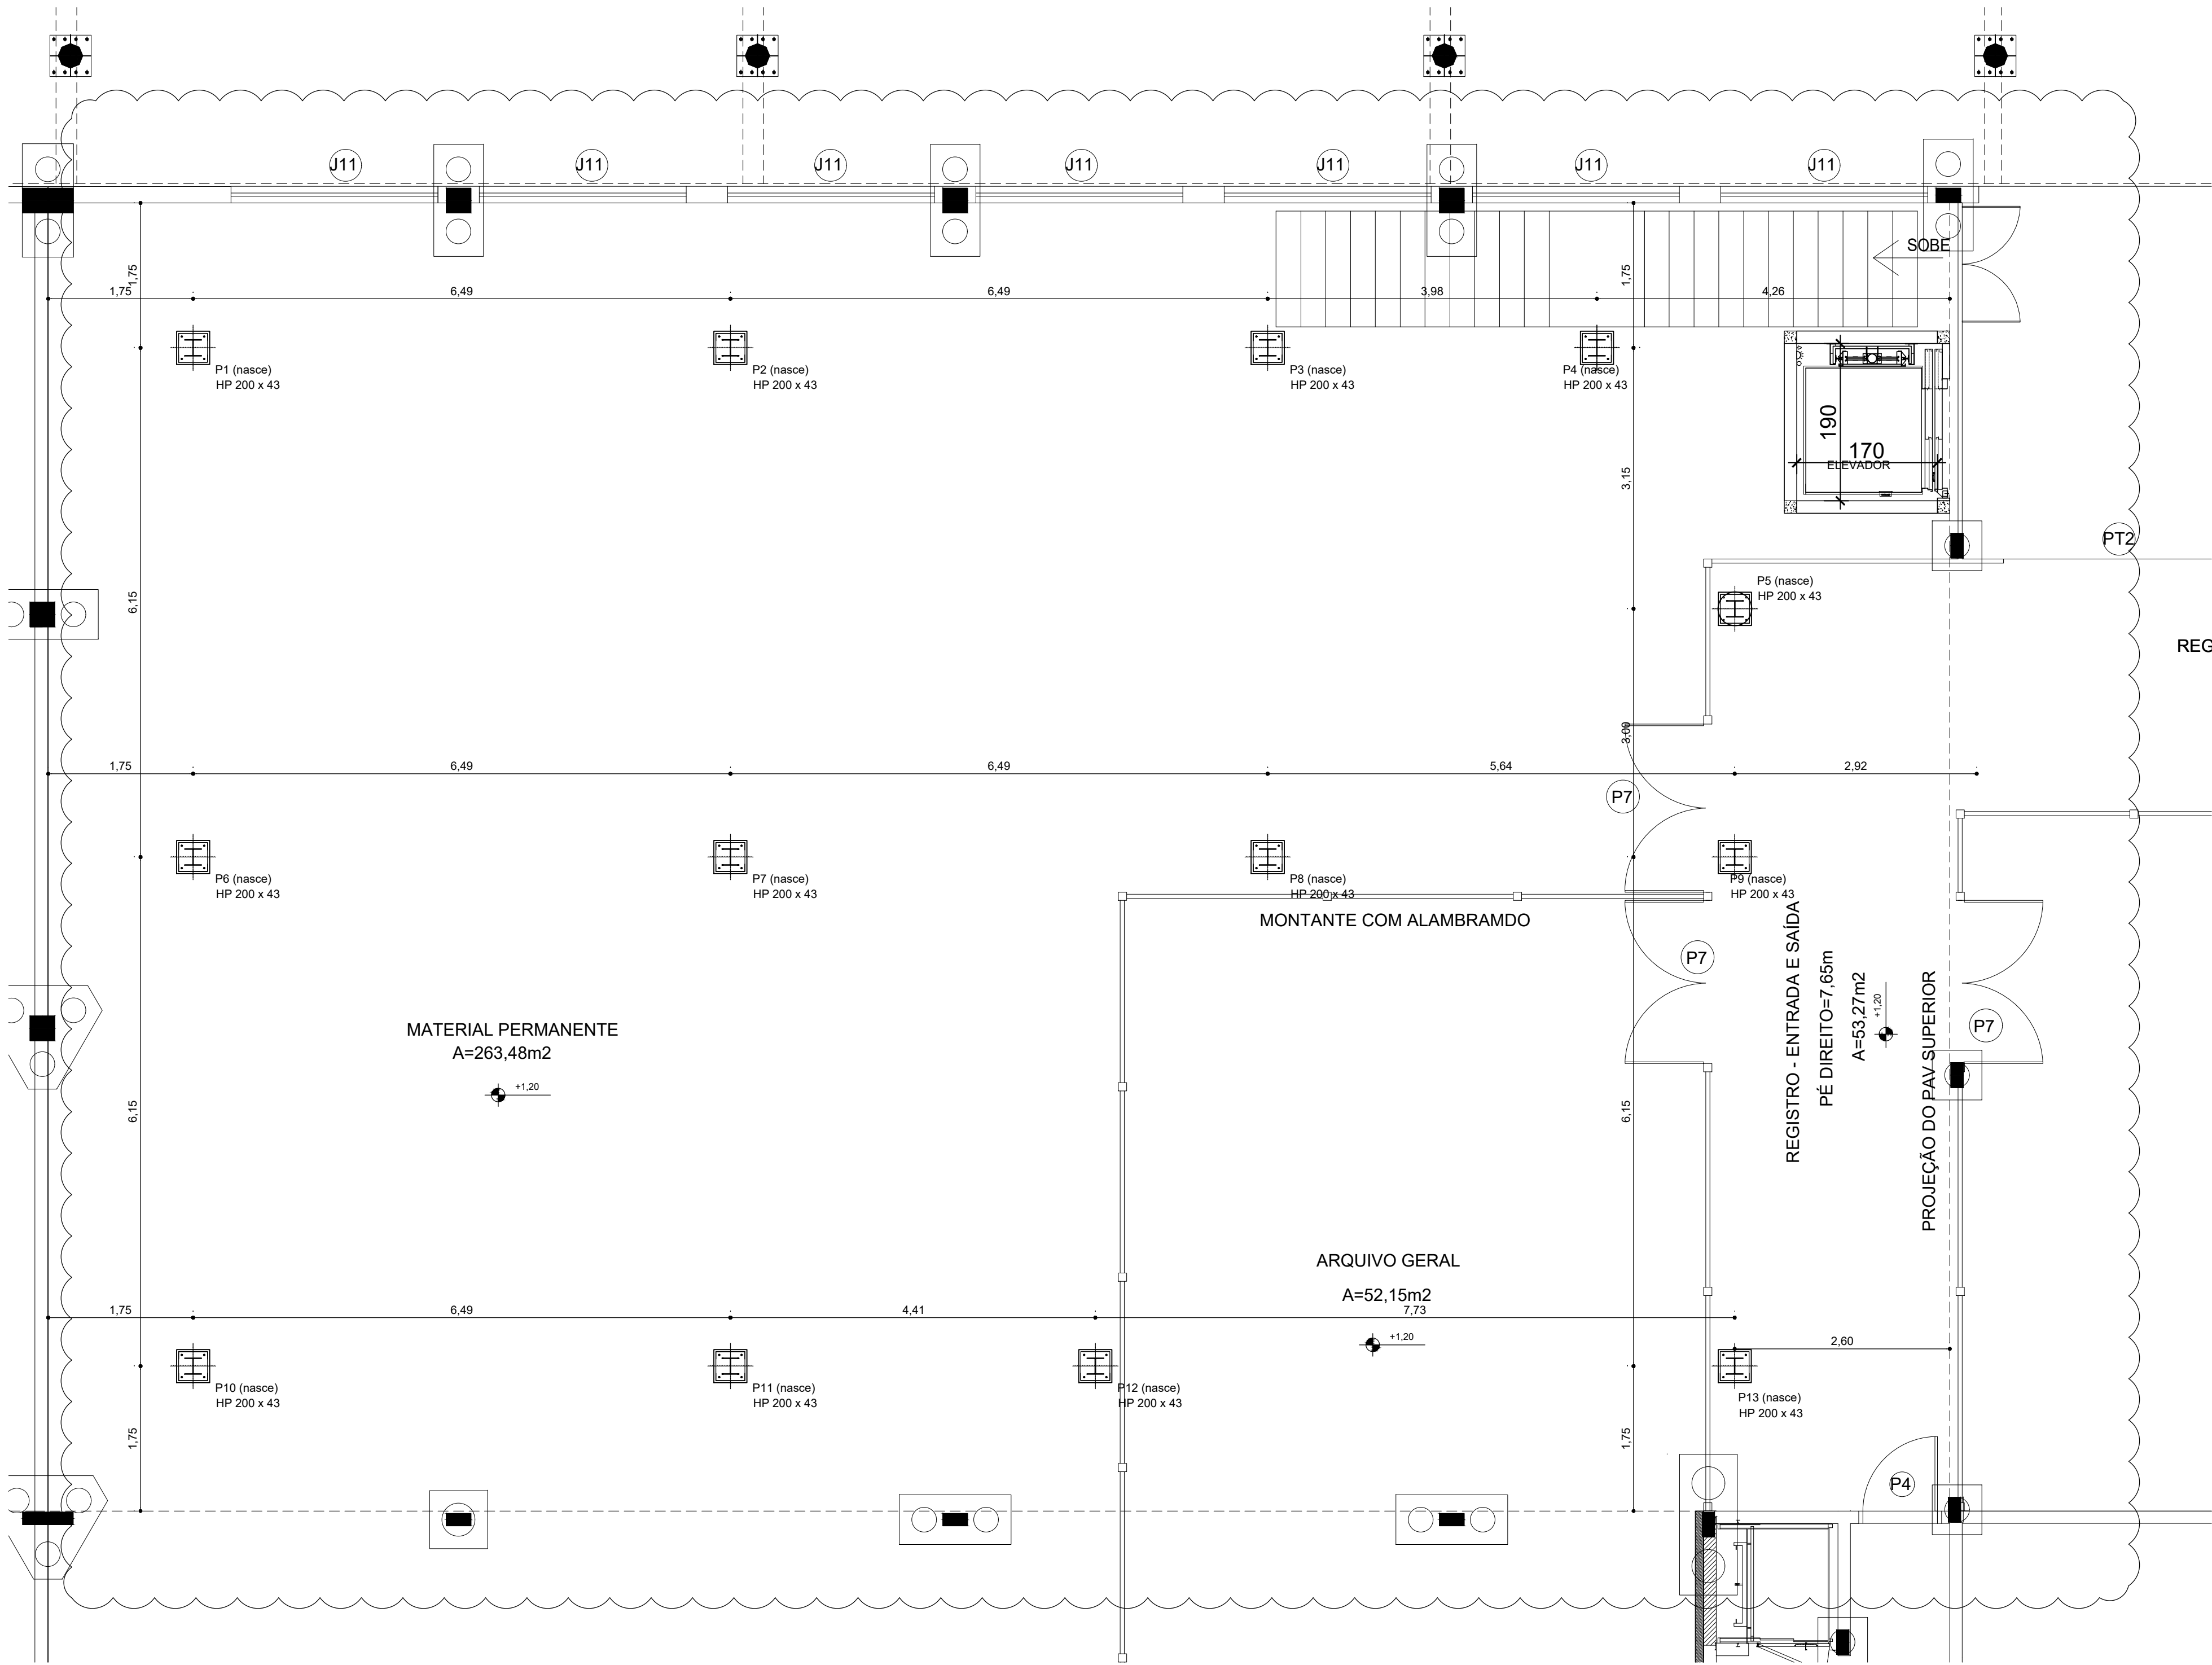 J11
J11
J11
J11
J11
J11
J11
SOBE
1,75
1,75
1,75
6,49
6,49
3,98
4,26
P1 (nasce)
HP 200 x 43
P2 (nasce)
HP 200 x 43
P3 (nasce)
HP 200 x 43
P4 (nasce)
HP 200 x 43
190
170
ELEVADOR
3,15
PT2
P5 (nasce)
HP 200 x 43
6,15
REG
3,00
1,75
6,49
6,49
5,64
2,92
P7
P6 (nasce)
HP 200 x 43
P7 (nasce)
HP 200 x 43
P8 (nasce)
HP 200 x 43
P9 (nasce)
HP 200 x 43
MONTANTE COM ALAMBRAMDO
P7
REGISTRO - ENTRADA E SAÍDA
PÉ DIREITO=7,65m
A=53,27m2
+1,20
PROJEÇÃO DO PAV SUPERIOR
P7
MATERIAL PERMANENTE
A=263,48m2
+1,20
6,15
6,15
ARQUIVO GERAL
A=52,15m2
+1,20
1,75
6,49
4,41
7,73
2,60
P10 (nasce)
HP 200 x 43
P11 (nasce)
HP 200 x 43
P12 (nasce)
HP 200 x 43
P13 (nasce)
HP 200 x 43
1,75
1,75
P4